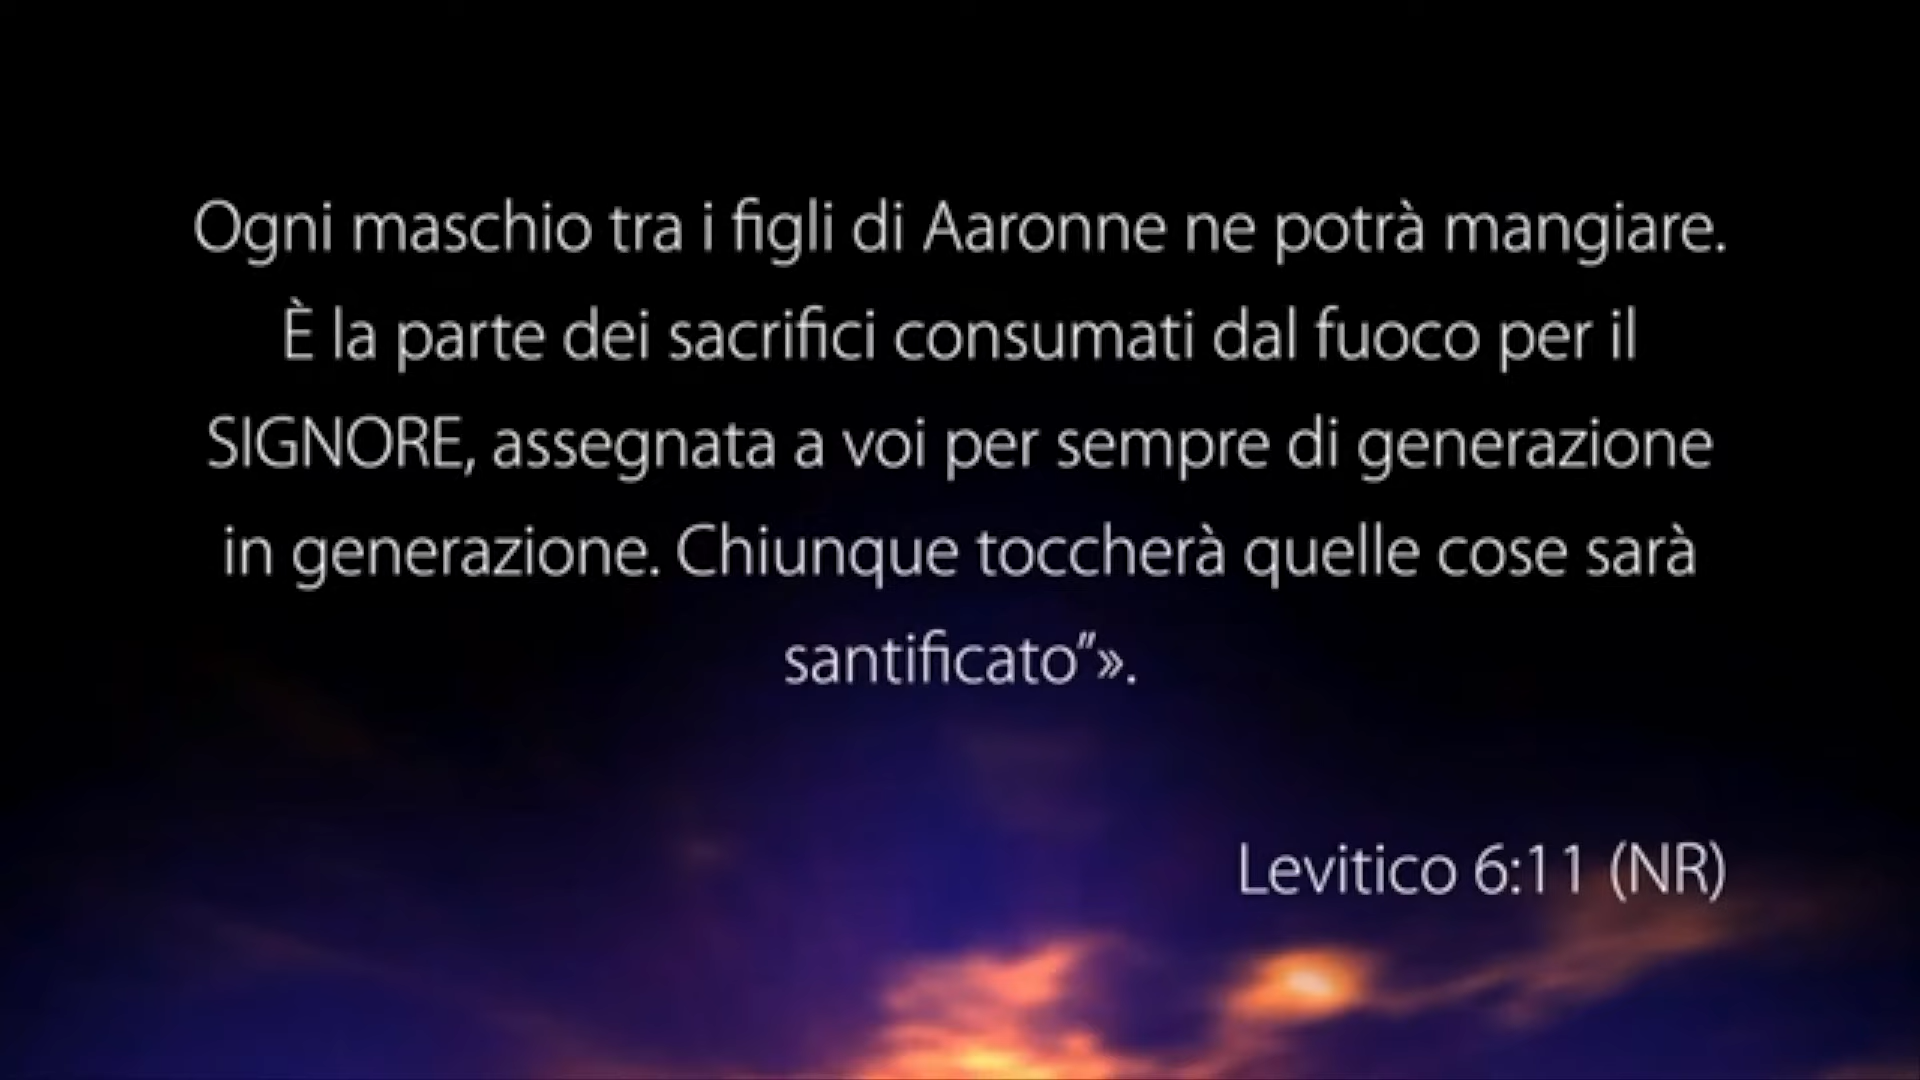 Ogni maschio tra i figli di Aaronne ne potrà mangiare.
È la parte dei sacrifici consumati dal fuoco per il
SIGNORE, assegnata a voi per sempre di generazione
in generazione. Chiunque toccherà quelle cose sarà
santificato”».
Levitico 6:11 (NR)